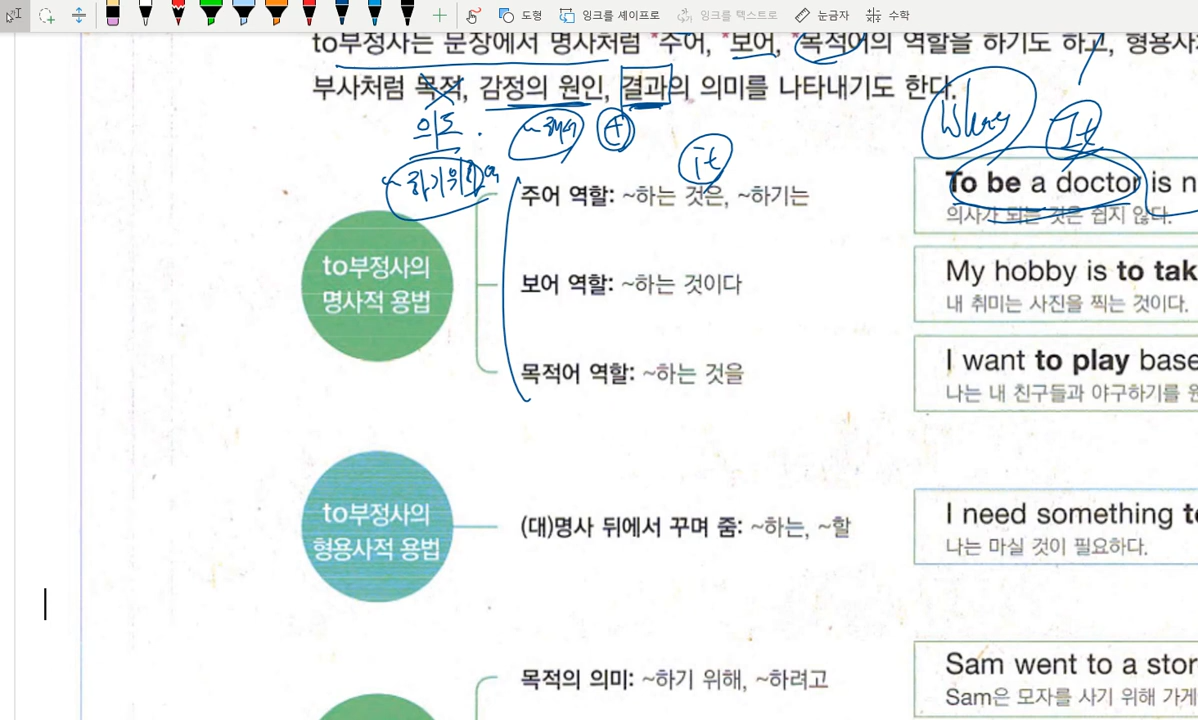 도형
잉크를 셰이프로
잉크를 텍스트로
눈금자
수학
to부정사는 문장에서 명사처럼 *주어, *보어, *목적어의 역할을 하기도 하고, 형용사
부사처럼 목적, 감정의 원인, 결과의 의미를 나타내기도 한다.
의도.
~해서
+
it
It
~하기위하여
주어 역할: ~하는 것은, ~하기는
To be a doctor is n
의사가 되는 것은 쉽지 않다.
to부정사의
명사적 용법
보어 역할: ~하는 것이다
My hobby is to tak
내 취미는 사진을 찍는 것이다.
목적어 역할: ~하는 것을
I want to play base
나는 내 친구들과 야구하기를 원
to부정사의
형용사적 용법
(대)명사 뒤에서 꾸며 줌: ~하는, ~할
I need something to
나는 마실 것이 필요하다.
목적의 의미: ~하기 위해, ~하려고
Sam went to a stor
Sam은 모자를 사기 위해 가게